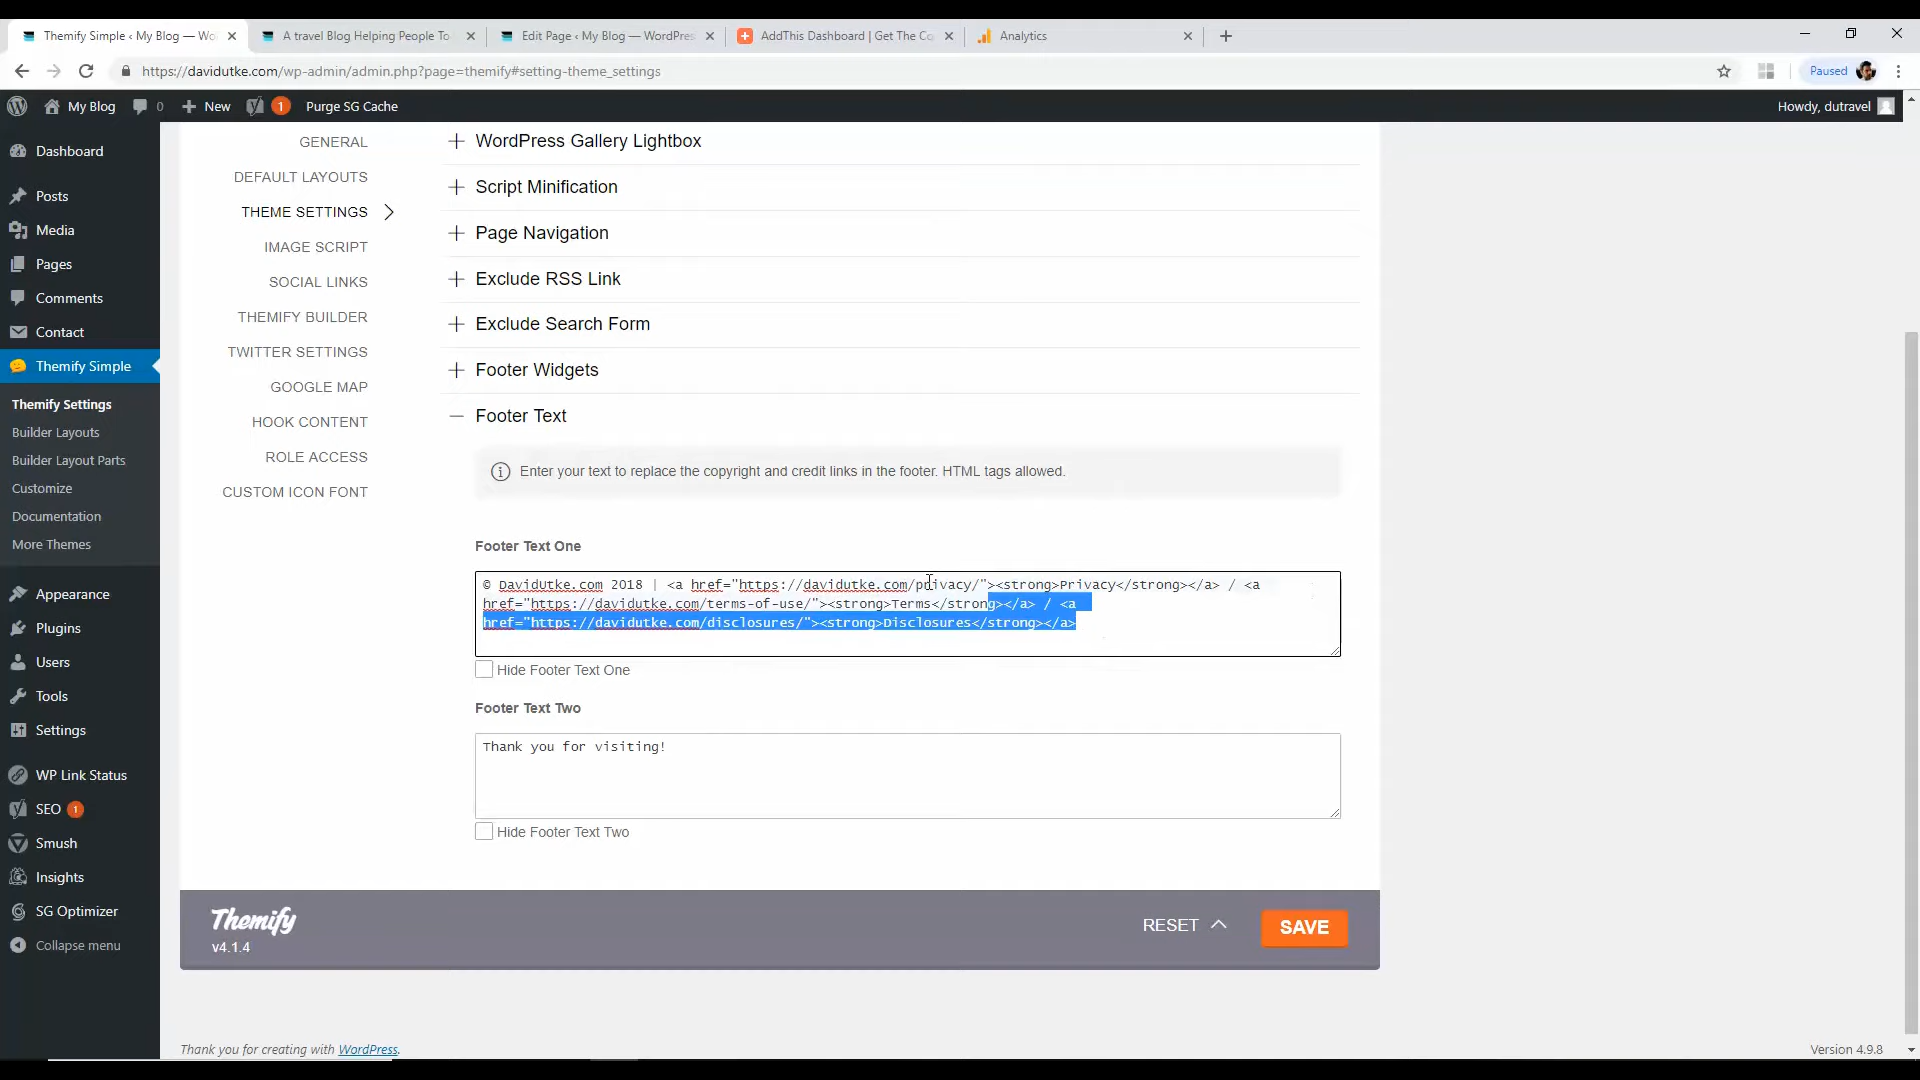 Themify Simple ‹ My Blog — Wo
A travel Blog Helping People To
Edit Page ‹ My Blog — WordPres
AddThis Dashboard | Get The Co
Analytics
https://davidutke.com/wp-admin/admin.php?page=themify#setting-theme_settings
Paused
My Blog
0
New
1
Purge SG Cache
Howdy, dutravel
Dashboard
Posts
Media
Pages
Comments
Contact
Themify Simple
Themify Settings
Builder Layouts
Builder Layout Parts
Customize
Documentation
More Themes
Appearance
Plugins
Users
Tools
Settings
WP Link Status
SEO 1
Smush
Insights
SG Optimizer
Collapse menu
GENERAL
DEFAULT LAYOUTS
THEME SETTINGS
IMAGE SCRIPT
SOCIAL LINKS
THEMIFY BUILDER
TWITTER SETTINGS
GOOGLE MAP
HOOK CONTENT
ROLE ACCESS
CUSTOM ICON FONT
WordPress Gallery Lightbox
Script Minification
Page Navigation
Exclude RSS Link
Exclude Search Form
Footer Widgets
Footer Text
Enter your text to replace the copyright and credit links in the footer. HTML tags allowed.
Footer Text One
© DavidUtke.com 2018 | <a href="https://davidutke.com/privacy/"><strong>Privacy</strong></a> / <a
href="https://davidutke.com/terms-of-use/"><strong>Terms</strong></a> / <a
href="https://davidutke.com/disclosures/"><strong>Disclosures</strong></a>
Hide Footer Text One
Footer Text Two
Thank you for visiting!
Hide Footer Text Two
Themify
v4.1.4
RESET
SAVE
Thank you for creating with WordPress.
Version 4.9.8